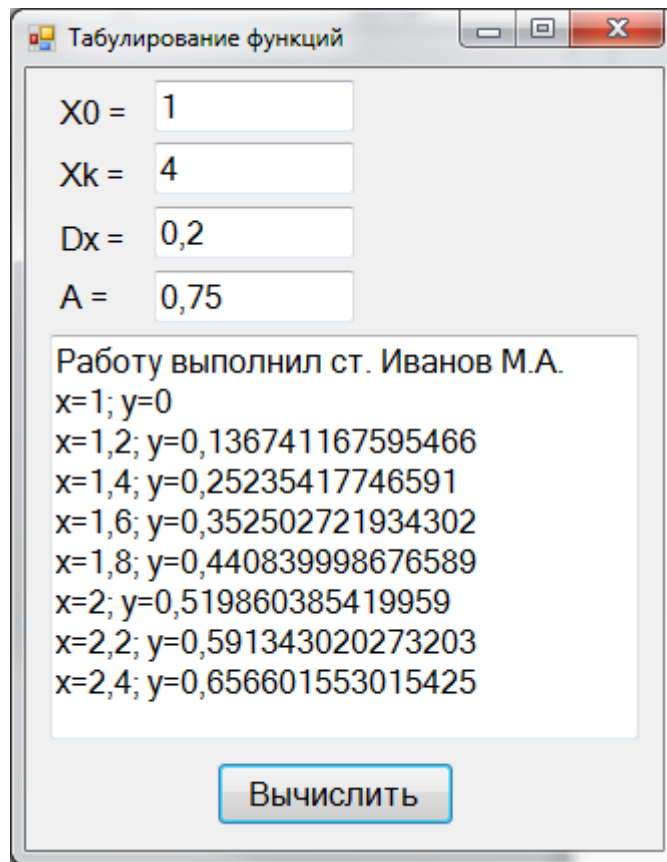 Табулирование функций
X0 = 1
Xk = 4
Dx = 0,2
A = 0,75
Работу выполнил ст. Иванов М.А.
x=1; y=0
x=1,2; y=0,136741167595466
x=1,4; y=0,25235417746591
x=1,6; y=0,352502721934302
x=1,8; y=0,440839998676589
x=2; y=0,519860385419959
x=2,2; y=0,591343020273203
x=2,4; y=0,656601553015425
Вычислить